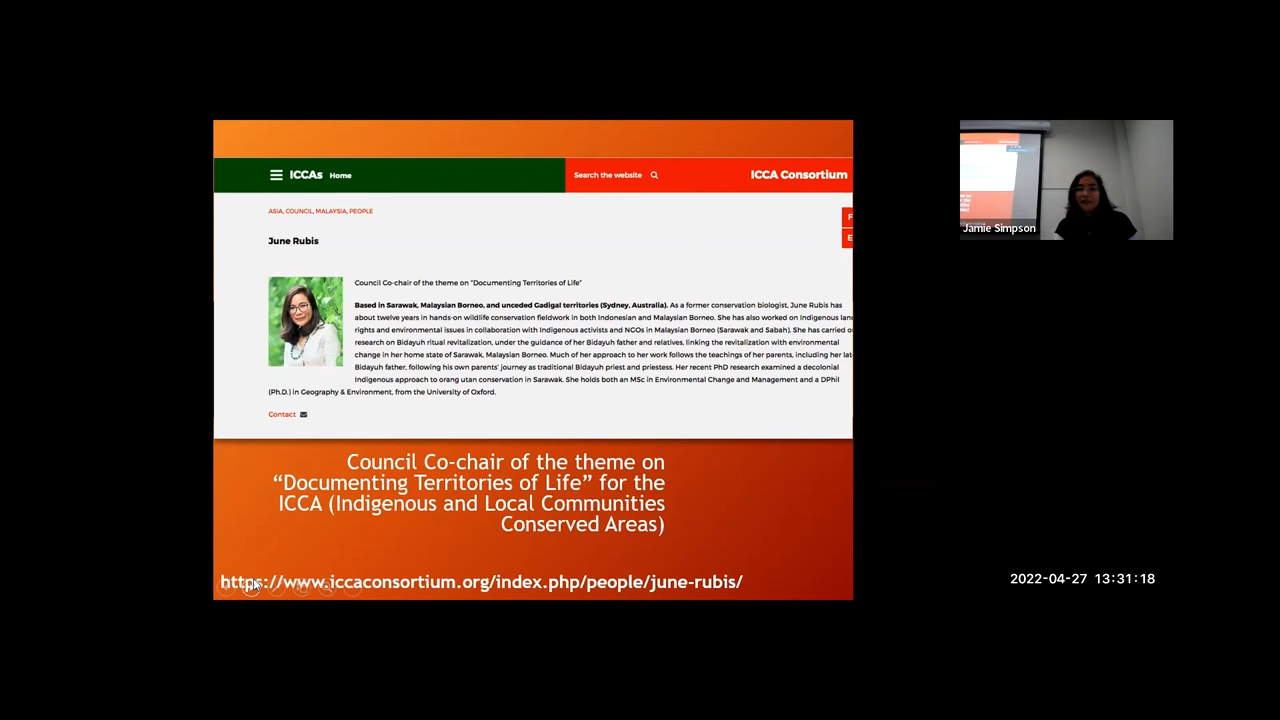 ICCAs Home
Search the website
ICCA Consortium
ASIA, COUNCIL, MALAYSIA, PEOPLE
F
E
June Rubis
Council Co-chair of the theme on "Documenting Territories of Life"
Based in Sarawak, Malaysian Borneo, and unceded Gadigal territories (Sydney, Australia). As a former conservation biologist, June Rubis has
about twelve years in hands-on wildlife conservation fieldwork in both Indonesian and Malaysian Borneo. She has also worked on Indigenous land
rights and environmental issues in collaboration with Indigenous activists and NGOs in Malaysian Borneo (Sarawak and Sabah). She has carried
research on Bidayuh ritual revitalization, under the guidance of her Bidayuh father and relatives, linking the revitalization with environmental
change in her home state of Sarawak, Malaysian Borneo. Much of her approach to her work follows the teachings of her parents, including her
Bidayuh father, following his own parents' journey as traditional Bidayuh priest and priestess. Her recent PhD research examined a decolonial
Indigenous approach to orang utan conservation in Sarawak. She holds both an MSc in Environmental Change and Management and a DPhil
(Ph.D.) in Geography & Environment, from the University of Oxford.
Contact
Council Co-chair of the theme on
“Documenting Territories of Life” for the
ICCA (Indigenous and Local Communities
Conserved Areas)
https://www.iccaconsortium.org/index.php/people/june-rubis/
Jamie Simpson
2022-04-27 13:31:18